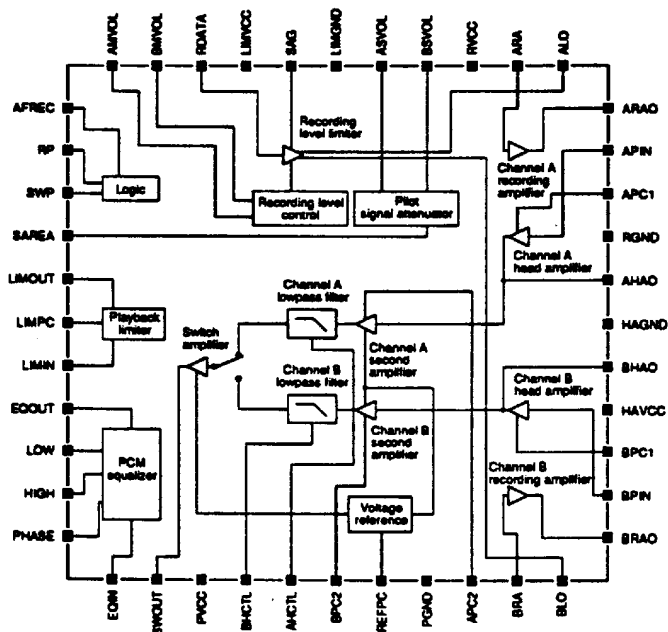 AMVOL
BMVOL
RDATA
LIMVCC
SAG
LIMGND
ASVOL
BSVOL
RVCC
ARA
ALO
AFREC
RP
SWP
SAREA
LIMOUT
LIMPC
LIMIN
EQOUT
LOW
HIGH
PHASE
Logic
Recording
level limiter
Recording level
control
Pilot
signal attenuator
Channel A
recording
amplifier
Channel A
head amplifier
Playback
limiter
Switch
amplifier
Channel A
lowpass filter
Channel B
lowpass filter
Channel A
second
amplifier
Channel B
second
amplifier
Channel B
head amplifier
Channel B
recording amplifier
PCM
equalizer
Voltage
reference
ARAO
APIN
APC1
RGND
AHAO
HAGND
BHAO
HAVCC
BPC1
BPIN
BRAO
EQIN
SWOUT
PVCC
BHCTL
AHCTL
BPC2
REFPC
PGND
APC2
BRA
BLO